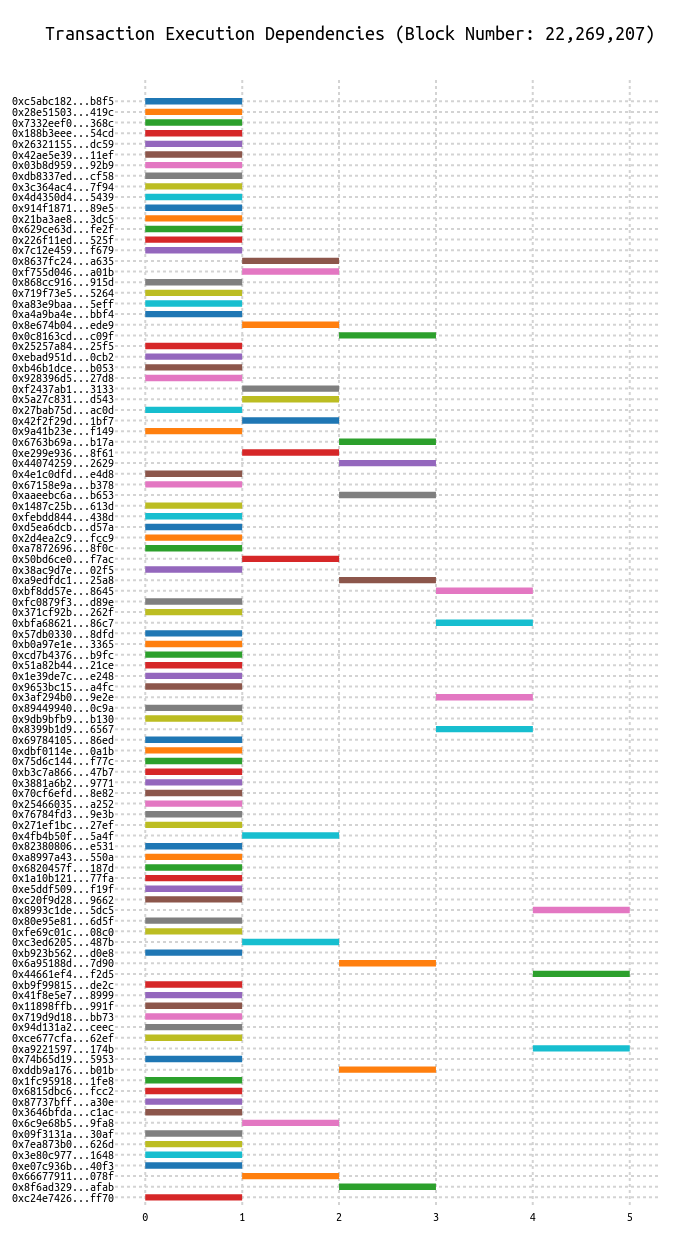 Transaction Execution Dependencies (Block Number: 22,269,207)
0xc5abc182...b8f5
0x28e51503...419c
0x7332eef0...368c
0x188b3eee...54cd
0x26321155...dc59
0x42ae5e39...11ef
0x03b8d959...92b9
0xdb8337ed...cf58
0x3c364ac4...7f94
0x4d4350d4...5439
0x914f1871...89e5
0x21ba3ae8...3dc5
0x629ce63d...fe2f
0x226f11ed...525f
0x7c12e459...f679
0x8637fc24...a635
0xf755d046...a01b
0x868cc916...915d
0x719f73e5...5264
0xa83e9baa...5eff
0xa4a9ba4e...bbf4
0x8e674b04...ede9
0x0c8163cd...c09f
0x25257a84...25f5
0xebad951d...0cb2
0xb46b1dce...b053
0x928396d5...27d8
0xf2437ab1...3133
0x5a27c831...d543
0x27bab75d...ac0d
0x42f2f29d...1bf7
0x9a41b23e...f149
0x6763b69a...b17a
0xe299e936...8f61
0x44074259...2629
0x4e1c0dfd...e4d8
0x67158e9a...b378
0xaaeebc6a...b653
0x1487c25b...613d
0xfebdd844...438d
0xd5ea6dcb...d57a
0x2d4ea2c9...fcc9
0xa7872696...8f0c
0x50bd6ce0...f7ac
0x38ac9d7e...02f5
0xa9edfdc1...25a8
0xbf8dd57e...8645
0xfc0879f3...d89e
0x371cf92b...262f
0xbfa68621...86c7
0x57db0330...8dfd
0xb0a97e1e...3365
0xcd7b4376...b9fc
0x51a82b44...21ce
0x1e39de7c...e248
0x9653bc15...a4fc
0x3af294b0...9e2e
0x89449940...0c9a
0x9db9bfb9...b130
0x8399b1d9...6567
0x69784105...86ed
0xdbf0114e...0a1b
0x75d6c144...f77c
0xb3c7a866...47b7
0x3881a6b2...9771
0x70cf6efd...8e82
0x25466035...a252
0x76784fd3...9e3b
0x271ef1bc...27ef
0x4fb4b50f...5a4f
0x82380806...e531
0xa8997a43...550a
0x6820457f...187d
0x1a10b121...77fa
0xe5ddf509...f19f
0xc20f9d28...9662
0x8993c1de...5dc5
0x80e95e81...6d5f
0xfe69c01c...08c0
0xc3ed6205...487b
0xb923b562...d0e8
0x6a95188d...7d90
0x44661ef4...f2d5
0xb9f99815...de2c
0x41f8e5e7...8999
0x11898ffb...991f
0x719d9d18...bb73
0x94d131a2...ceec
0xce677cfa...62ef
0xa9221597...174b
0x74b65d19...5953
0xddb9a176...b01b
0x1fc95918...1fe8
0x6815dbc6...fcc2
0x87737bff...a30e
0x3646bfda...c1ac
0x6c9e68b5...9fa8
0x09f3131a...30af
0x7ea873b0...626d
0x3e80c977...1648
0xe07c936b...40f3
0x66677911...078f
0x8f6ad329...afab
0xc24e7426...ff70
0 1 2 3 4 5